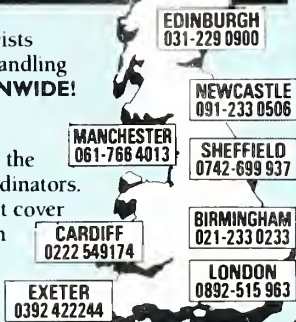 rists
andling
NWIDE!
the
dinators.
t cover
n
EDINBURGH
031-229 0900
NEWCASTLE
091-233 0506
MANCHESTER
061-766 4013
SHEFFIELD
0742-699 937
BIRMINGHAM
021-233 0233
CARDIFF
0222 549174
LONDON
0892-515 963
EXETER
0392 422244